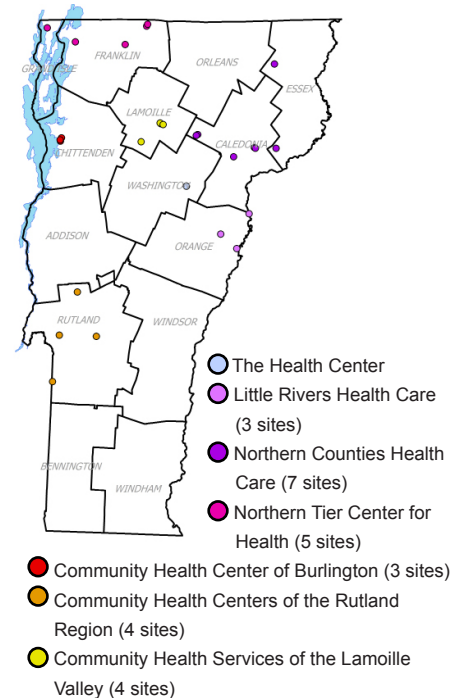 FRANKLIN
ORLEANS
GRAND ISLE
ESSEX
LAMOILLE
CHITTENDEN
CALEDONIA
WASHINGTON
ADDISON
ORANGE
RUTLAND
WINDSOR
The Health Center
Little Rivers Health Care
(3 sites)
Northern Counties Health
Care (7 sites)
BENNINGTON
WINDHAM
Northern Tier Center for
Health (5 sites)
Community Health Center of Burlington (3 sites)
Community Health Centers of the Rutland
Region (4 sites)
Community Health Services of the Lamoille
Valley (4 sites)